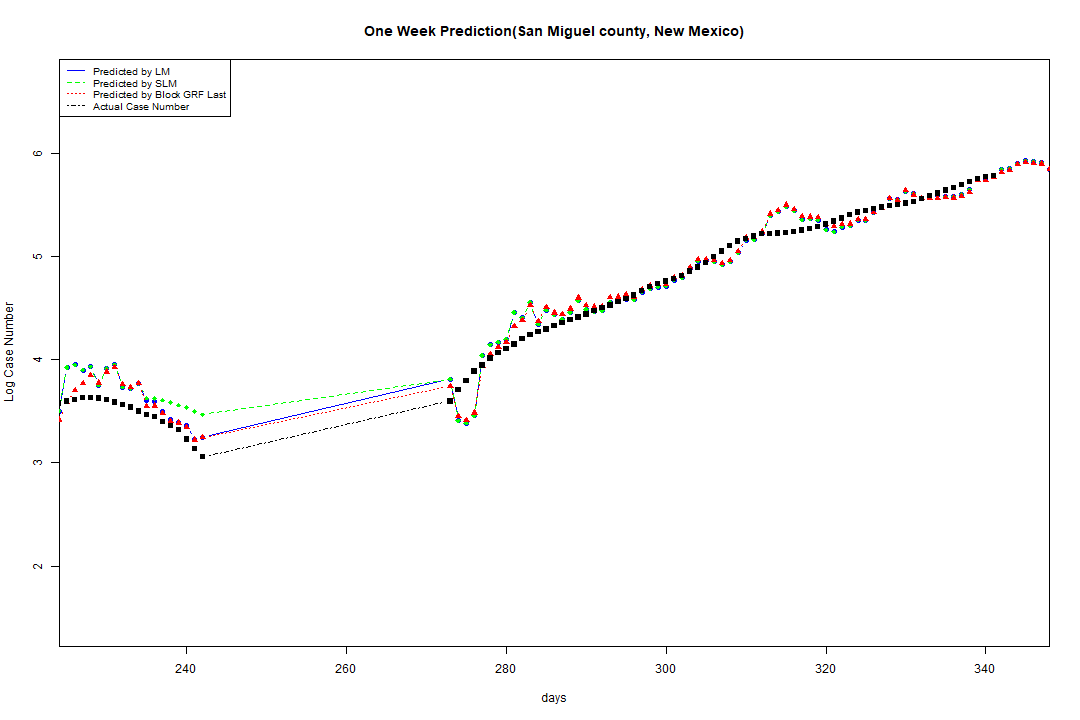 One Week Prediction(San Miguel county, New Mexico)
Predicted by LM
Predicted by SLM
Predicted by Block GRF Last
Actual Case Number
Log Case Number
6
5
4
3
2
240 260 280 300 320 340
days